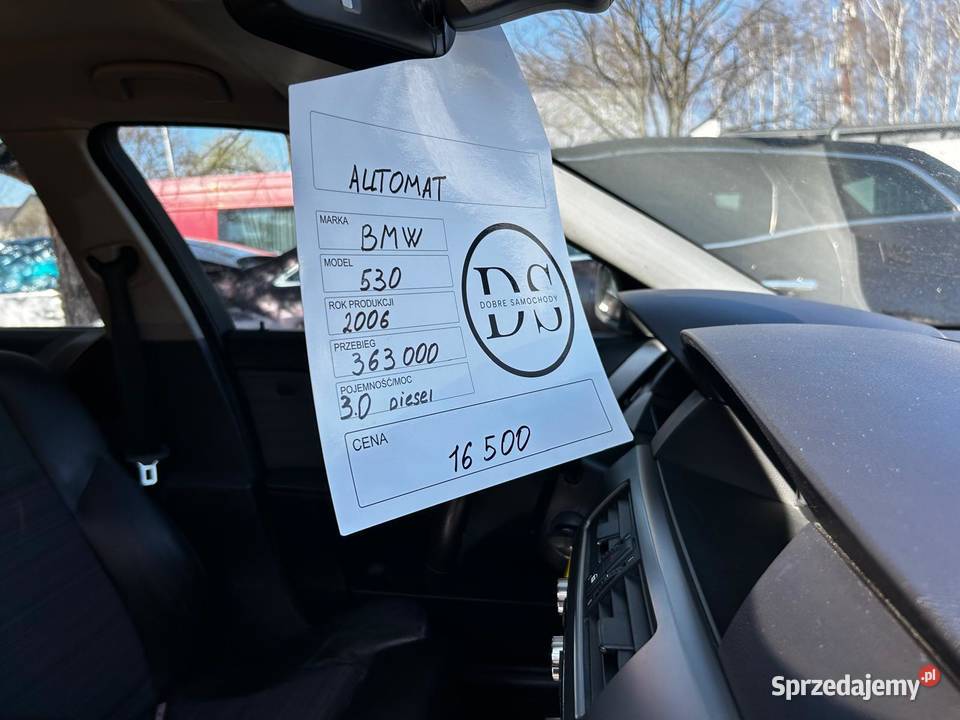 AUTOMAT
MARKA
BMW
MODEL
530
ROK PRODUKCJI
2006
PRZEBIEG
363 000
POJEMNOŚĆ/MOC
3.0 Diesel
CENA
16 500
DS
DOBRE SAMOCHODY
Sprzedajemy.pl